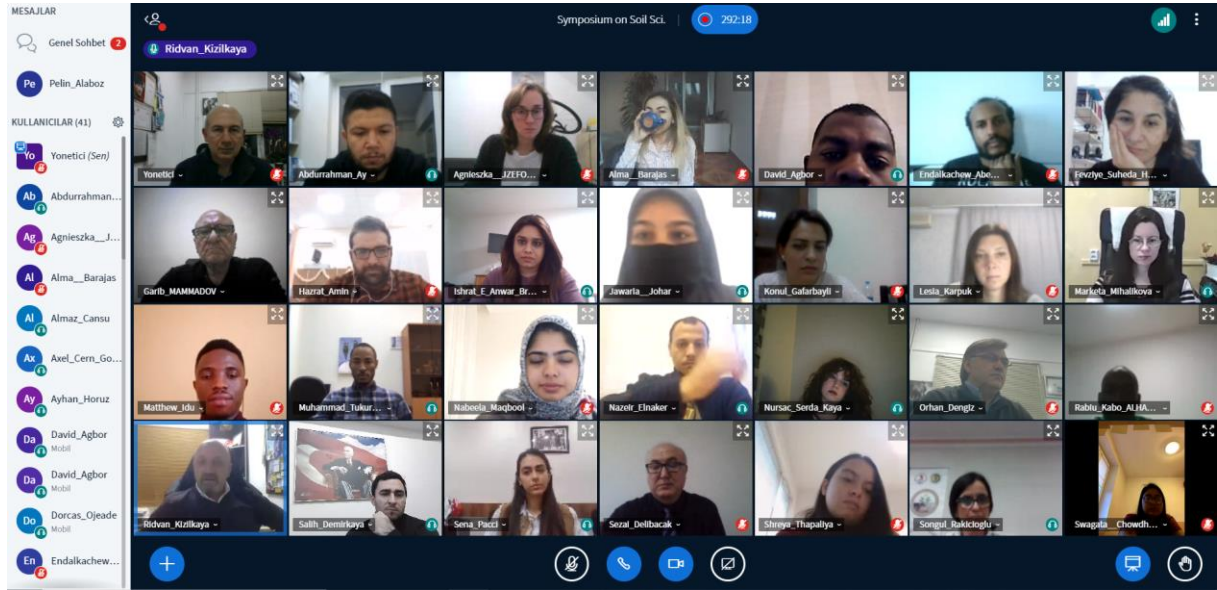 MESAJLAR
Genel Sohbet 2
Pe Pelin_Alaboz
KULLANICILAR (41)
Yo Yonetici (Sen)
Ab Abdurrahman...
Ag Agnieszka__J...
Al Alma__Barajas
Al Almaz_Cansu
Ax Axel_Cern_Go...
Ay Ayhan_Horuz
Da David_Agbor
Mobil
Da David_Agbor
Mobil
Do Dorcas_Ojeade
Mobil
En Endalkachew...
Symposium on Soil Sci. | 292:18
Ridvan_Kizilkaya
Yonetici
Abdurrahman_Ay
Agnieszka__JZEFO...
Alma__Barajas
David_Agbor
Endalkachew_Abe...
Fevziye_Suheda_H...
Garib_MAMMADOV
Hazrat_Amin
Ishrat_E_Anwar_Br...
Jawaria__Johar
Konul_Gafarbayli
Lesia_Karpuk
Marketa_Mihalikova
Matthew_Idu
Muhammad_Tukur...
Nabeela_Maqbool
Nazeir_Elnaker
Nursac_Serda_Kaya
Orhan_Dengiz
Rabiu_Kabo_ALHA...
Ridvan_Kizilkaya
Salih_Demirkaya
Sena_Pacci
Sezai_Delibacak
Shreya_Thapaliya
Songul_Rakicioglu
Swagata__Chowdh...